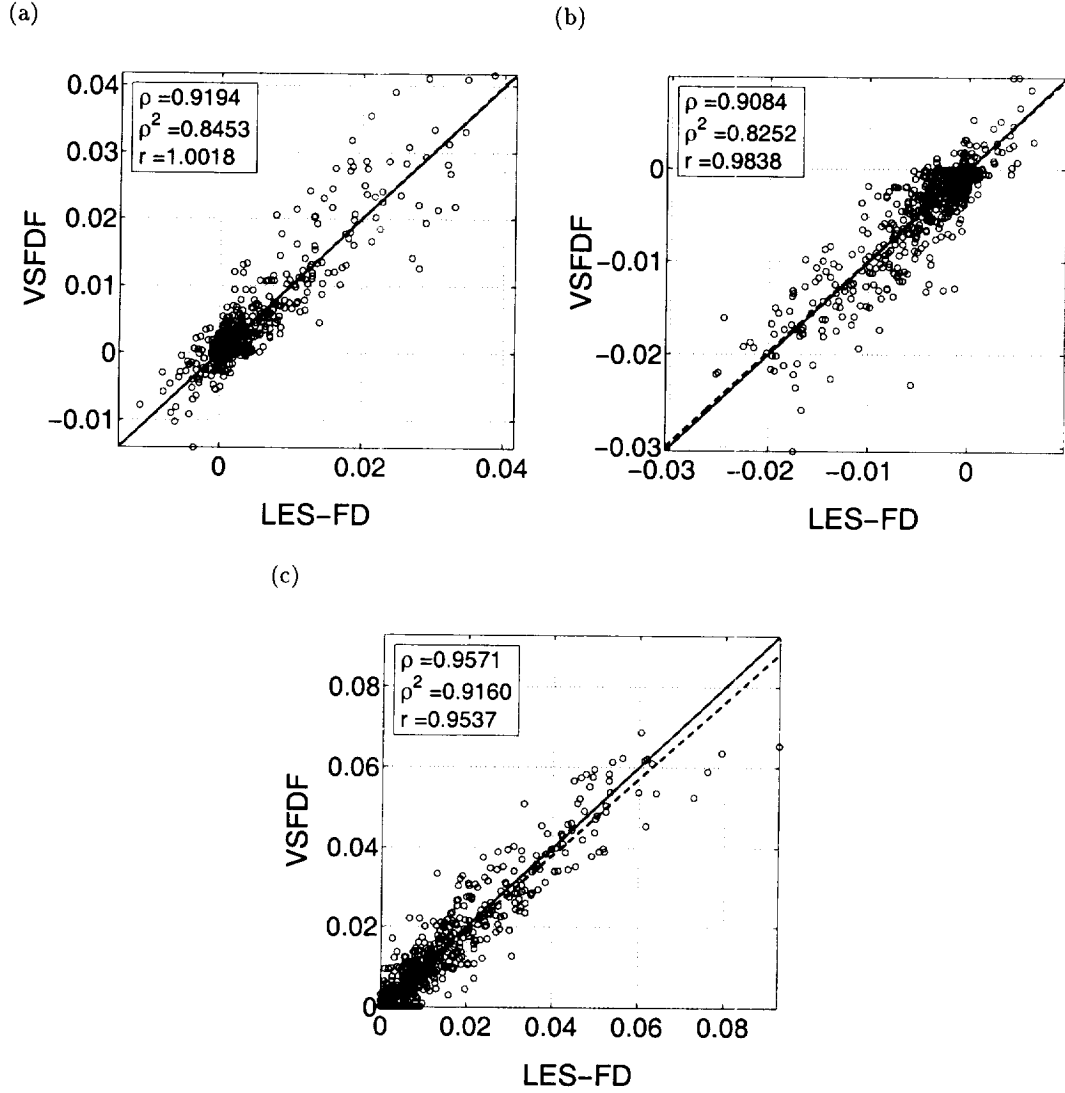 (a)
ρ =0.9194
ρ² =0.8453
r =1.0018
0.04
0.03
0.02
0.01
0
−0.01
VSFDF
0
0.02
0.04
LES−FD
(b)
ρ =0.9084
ρ² =0.8252
r =0.9838
0
−0.01
−0.02
−0.03
VSFDF
−0.03
−0.02
−0.01
0
LES−FD
(c)
ρ =0.9571
ρ² =0.9160
r =0.9537
0.08
0.06
0.04
0.02
0
VSFDF
0
0.02
0.04
0.06
0.08
LES−FD